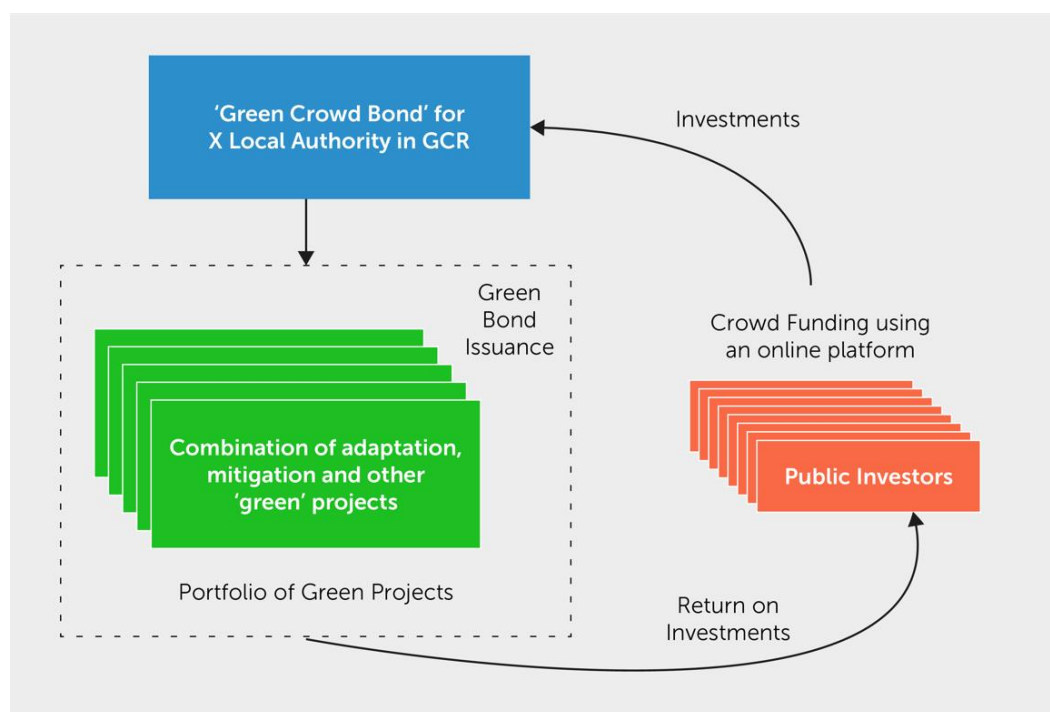 ‘Green Crowd Bond’ for
X Local Authority in GCR
Investments
Green
Bond
Issuance
Combination of adaptation,
mitigation and other
‘green’ projects
Portfolio of Green Projects
Crowd Funding using
an online platform
Public Investors
Return on
Investments